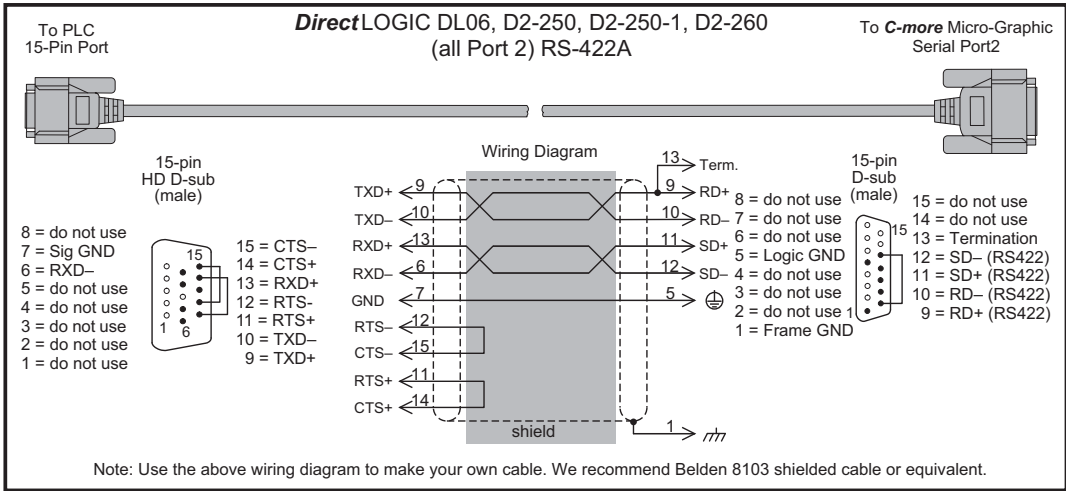 To PLC
15-Pin Port
DirectLOGIC DL06, D2-250, D2-250-1, D2-260
(all Port 2) RS-422A
To C-more Micro-Graphic
Serial Port2
15-pin
HD D-sub
(male)
8 = do not use
7 = Sig GND
6 = RXD–
5 = do not use
4 = do not use
3 = do not use
2 = do not use
1 = do not use
15
1
6
15 = CTS–
14 = CTS+
13 = RXD+
12 = RTS-
11 = RTS+
10 = TXD–
9 = TXD+
Wiring Diagram
13 Term.
TXD+ 9 9 RD+
TXD– 10 10 RD–
RXD+ 13 11 SD+
RXD– 6 12 SD–
GND 7 5
RTS– 12
CTS– 15
RTS+ 11
CTS+ 14
shield
1
15-pin
D-sub
(male)
8 = do not use
7 = do not use
6 = do not use
5 = Logic GND
4 = do not use
3 = do not use
2 = do not use
1 = Frame GND
15
1
15 = do not use
14 = do not use
13 = Termination
12 = SD– (RS422)
11 = SD+ (RS422)
10 = RD– (RS422)
9 = RD+ (RS422)
Note: Use the above wiring diagram to make your own cable. We recommend Belden 8103 shielded cable or equivalent.